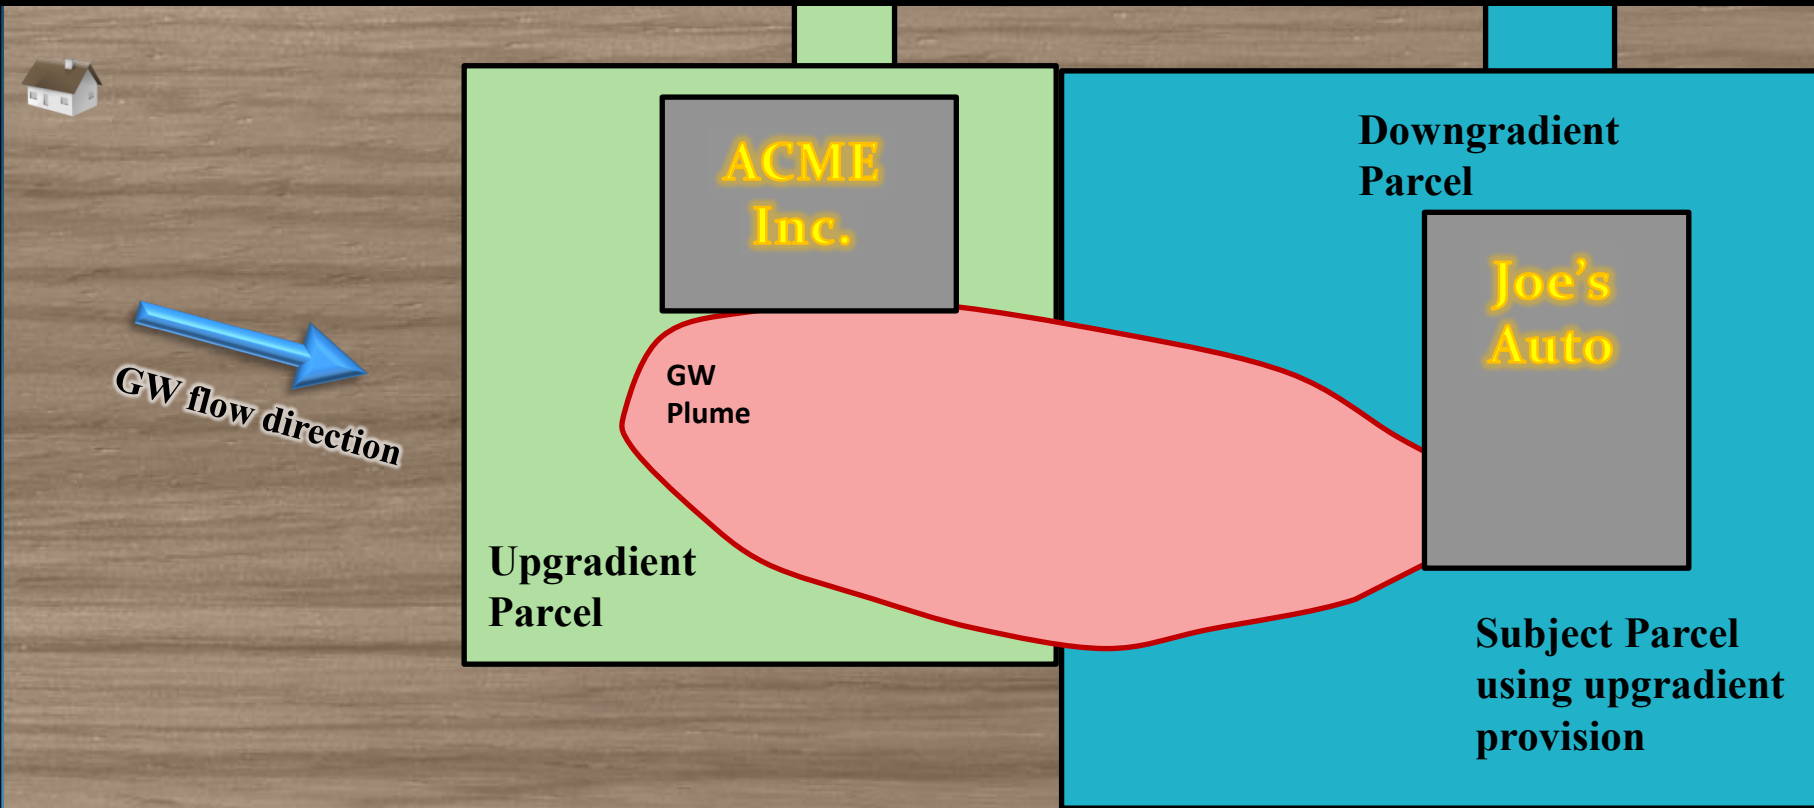 ACME
Inc.
Downgradient
Parcel
Joe's
Auto
GW
Plume
GW flow direction
Upgradient
Parcel
Subject Parcel
using upgradient
provision